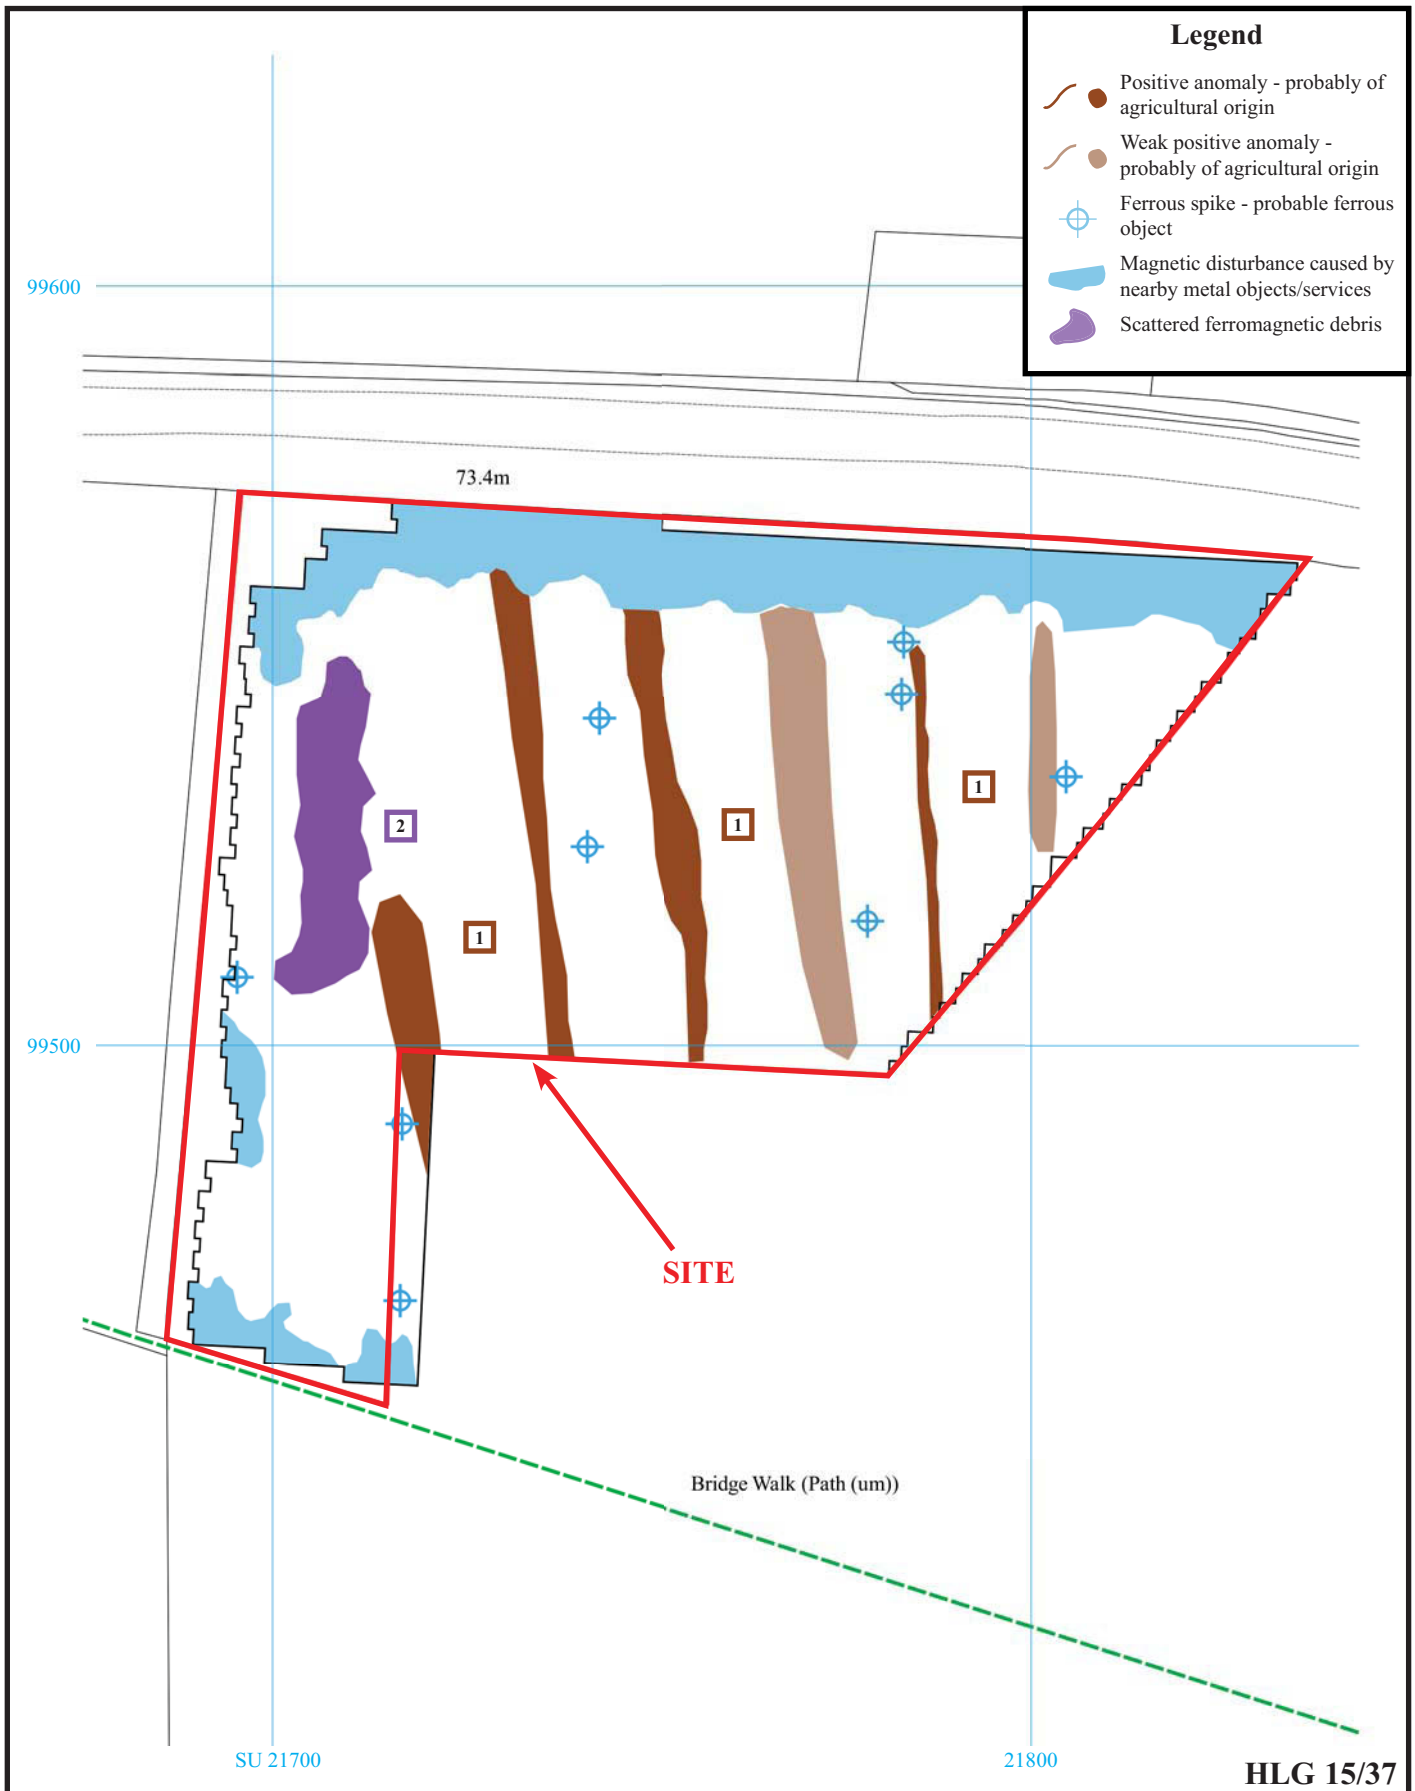 Legend
Positive anomaly - probably of
agricultural origin
Weak positive anomaly -
probably of agricultural origin
Ferrous spike - probable ferrous
object
Magnetic disturbance caused by
nearby metal objects/services
Scattered ferromagnetic debris
99600
73.4m
1
2
1
1
99500
SITE
Bridge Walk (Path (um))
SU 21700
21800
HLG 15/37